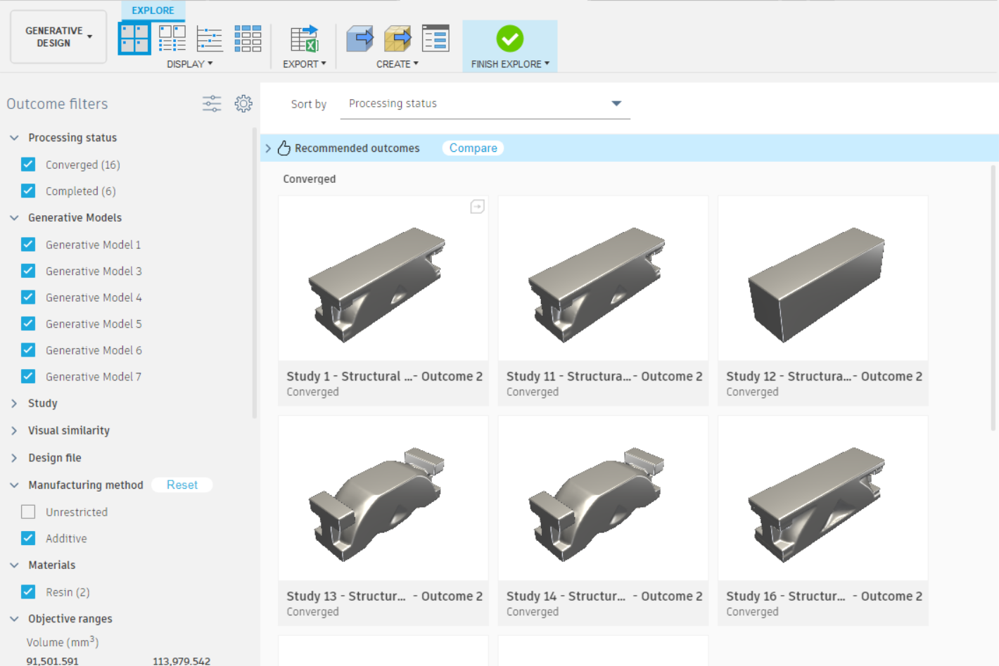 EXPLORE
GENERATIVE
DESIGN
DISPLAY
EXPORT
CREATE
FINISH EXPLORE
Outcome filters
Sort by
Processing status
Processing status
Converged (16)
Completed (6)
Generative Models
Generative Model 1
Generative Model 3
Generative Model 4
Generative Model 5
Generative Model 6
Generative Model 7
Study
Visual similarity
Design file
Manufacturing method
Reset
Unrestricted
Additive
Materials
Resin (2)
Objective ranges
Volume (mm³)
91,501.591 113,979.542
Recommended outcomes
Compare
Converged
Study 1 - Structural ...- Outcome 2
Converged
Study 11 - Structura...- Outcome 2
Converged
Study 12 - Structura...- Outcome 2
Converged
Study 13 - Structur... - Outcome 2
Converged
Study 14 - Structur... - Outcome 2
Converged
Study 16 - Structur... - Outcome 2
Converged